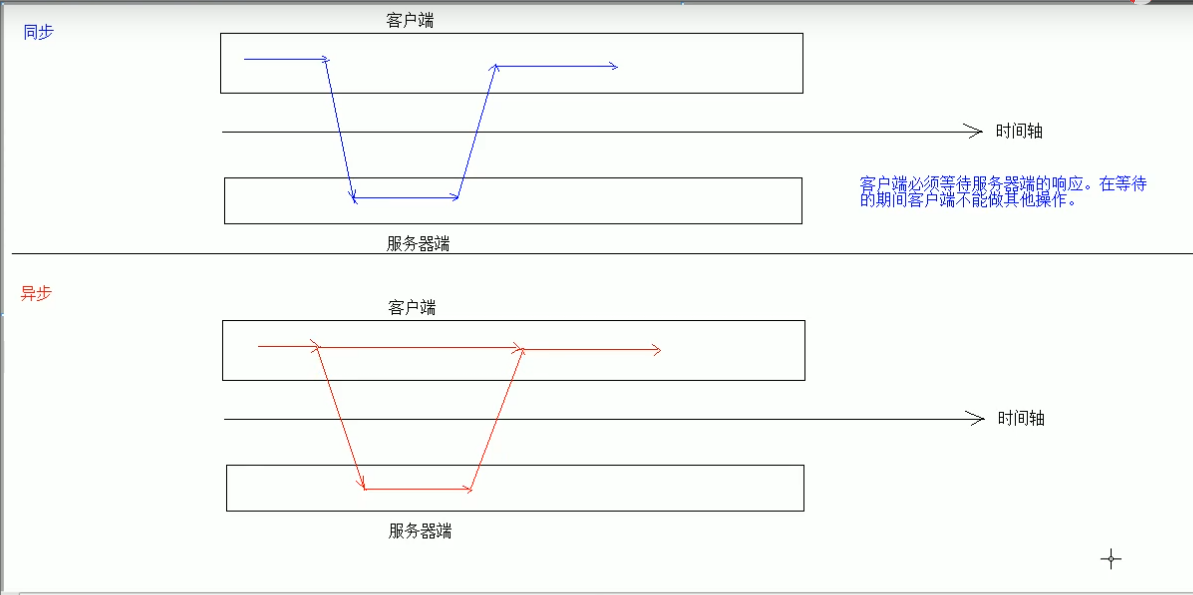 同步
客户端
时间轴
客户端必须等待服务器端的响应。在等待
的期间客户端不能做其他操作。
服务器端
异步
客户端
时间轴
服务器端